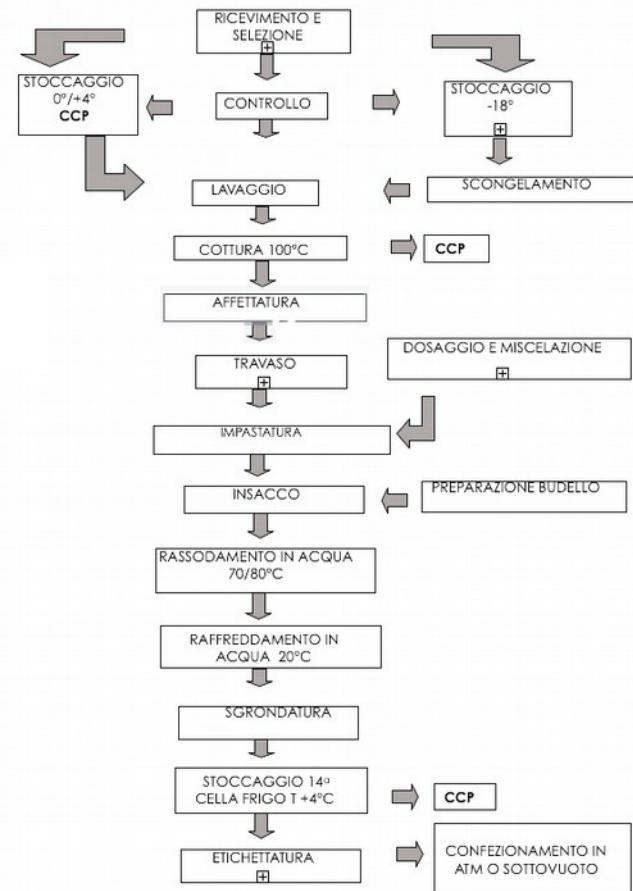 RICEVIMENTO E
SELEZIONE
STOCCAGGIO
0°/+4°
CCP
CONTROLLO
STOCCAGGIO
-18°
LAVAGGIO
SCONGELAMENTO
COTTURA 100°C
CCP
AFFETTATURA
TRAVASO
DOSAGGIO E MISCELAZIONE
IMPASTATURA
INSACCO
PREPARAZIONE BUDELLO
RASSODAMENTO IN ACQUA
70/80°C
RAFFREDDAMENTO IN
ACQUA 20°C
SGRONDATURA
STOCCAGGIO 14ª
CELLA FRIGO T +4°C
CCP
ETICHETTATURA
CONFEZIONAMENTO IN
ATM O SOTTOVUOTO